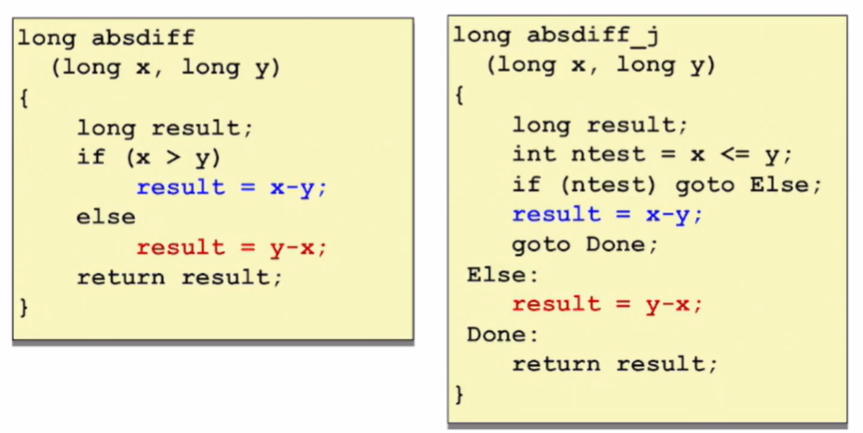 long absdiff
(long x, long y)
{
long result;
if (x > y)
result = x-y;
else
result = y-x;
return result;
}
long absdiff_j
(long x, long y)
{
long result;
int ntest = x <= y;
if (ntest) goto Else;
result = x-y;
goto Done;
Else:
result = y-x;
Done:
return result;
}